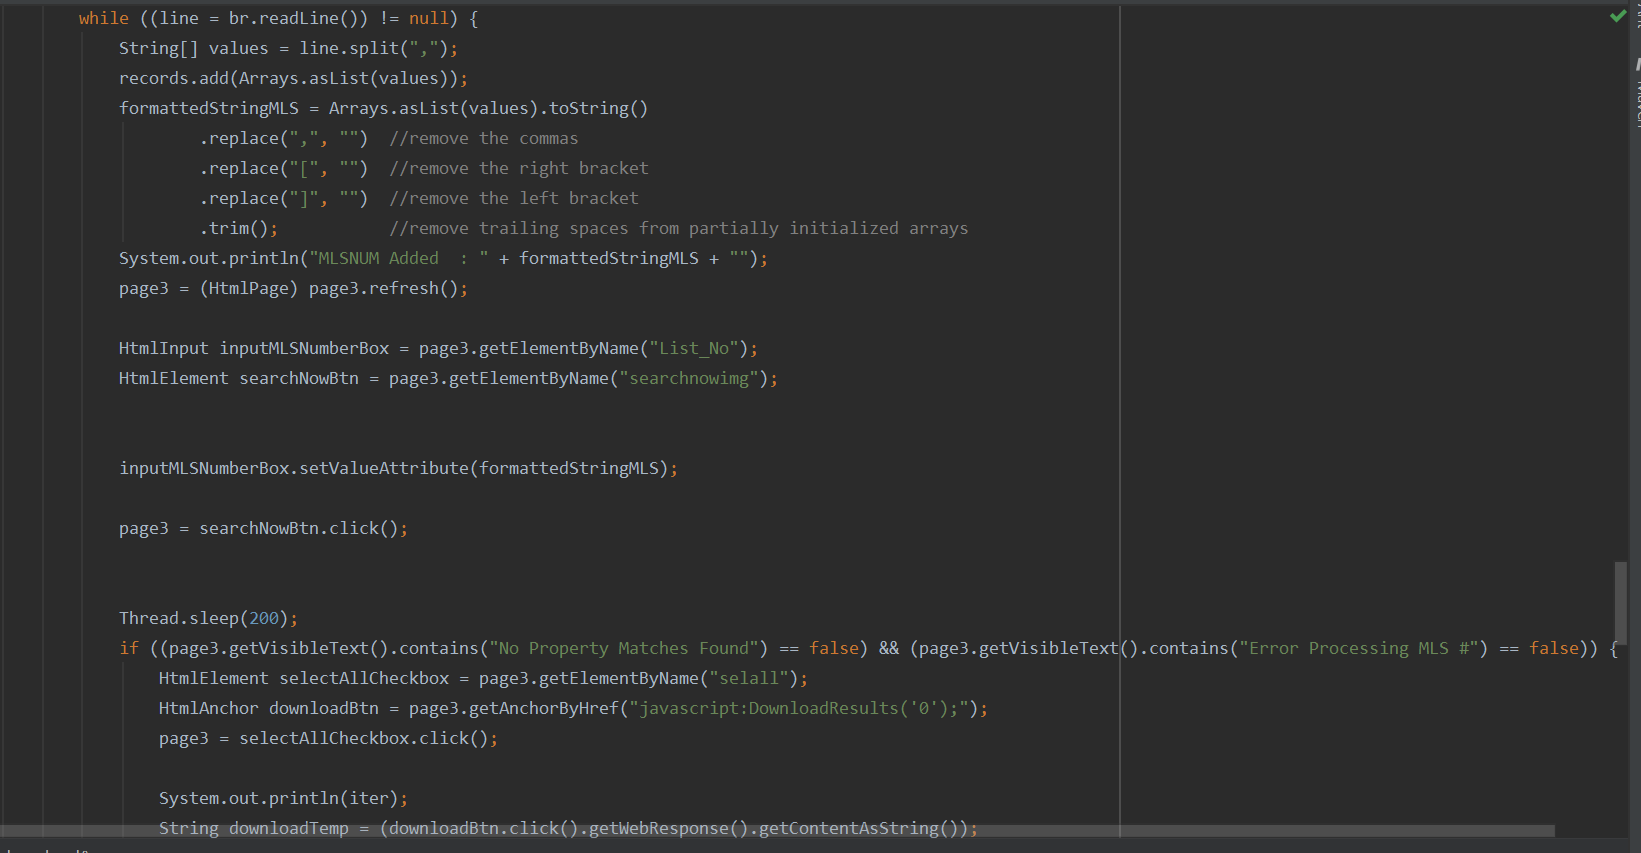 while ((line = br.readLine()) != null) {
String[] values = line.split(",");
records.add(Arrays.asList(values));
formattedStringMLS = Arrays.asList(values).toString()
.replace(",", "") //remove the commas
.replace("[", "") //remove the right bracket
.replace("]", "") //remove the left bracket
.trim(); //remove trailing spaces from partially initialized arrays
System.out.println("MLSNUM Added  : " + formattedStringMLS + "");
page3 = (HtmlPage) page3.refresh();
HtmlInput inputMLSNumberBox = page3.getElementByName("List_No");
HtmlElement searchNowBtn = page3.getElementByName("searchnowimg");
inputMLSNumberBox.setValueAttribute(formattedStringMLS);
page3 = searchNowBtn.click();
Thread.sleep(200);
if ((page3.getVisibleText().contains("No Property Matches Found") == false) && (page3.getVisibleText().contains("Error Processing MLS #") == false)) {
HtmlElement selectAllCheckbox = page3.getElementByName("selall");
HtmlAnchor downloadBtn = page3.getAnchorByHref("javascript:DownloadResults('0');");
page3 = selectAllCheckbox.click();
System.out.println(iter);
String downloadTemp = (downloadBtn.click().getWebResponse().getContentAsString());